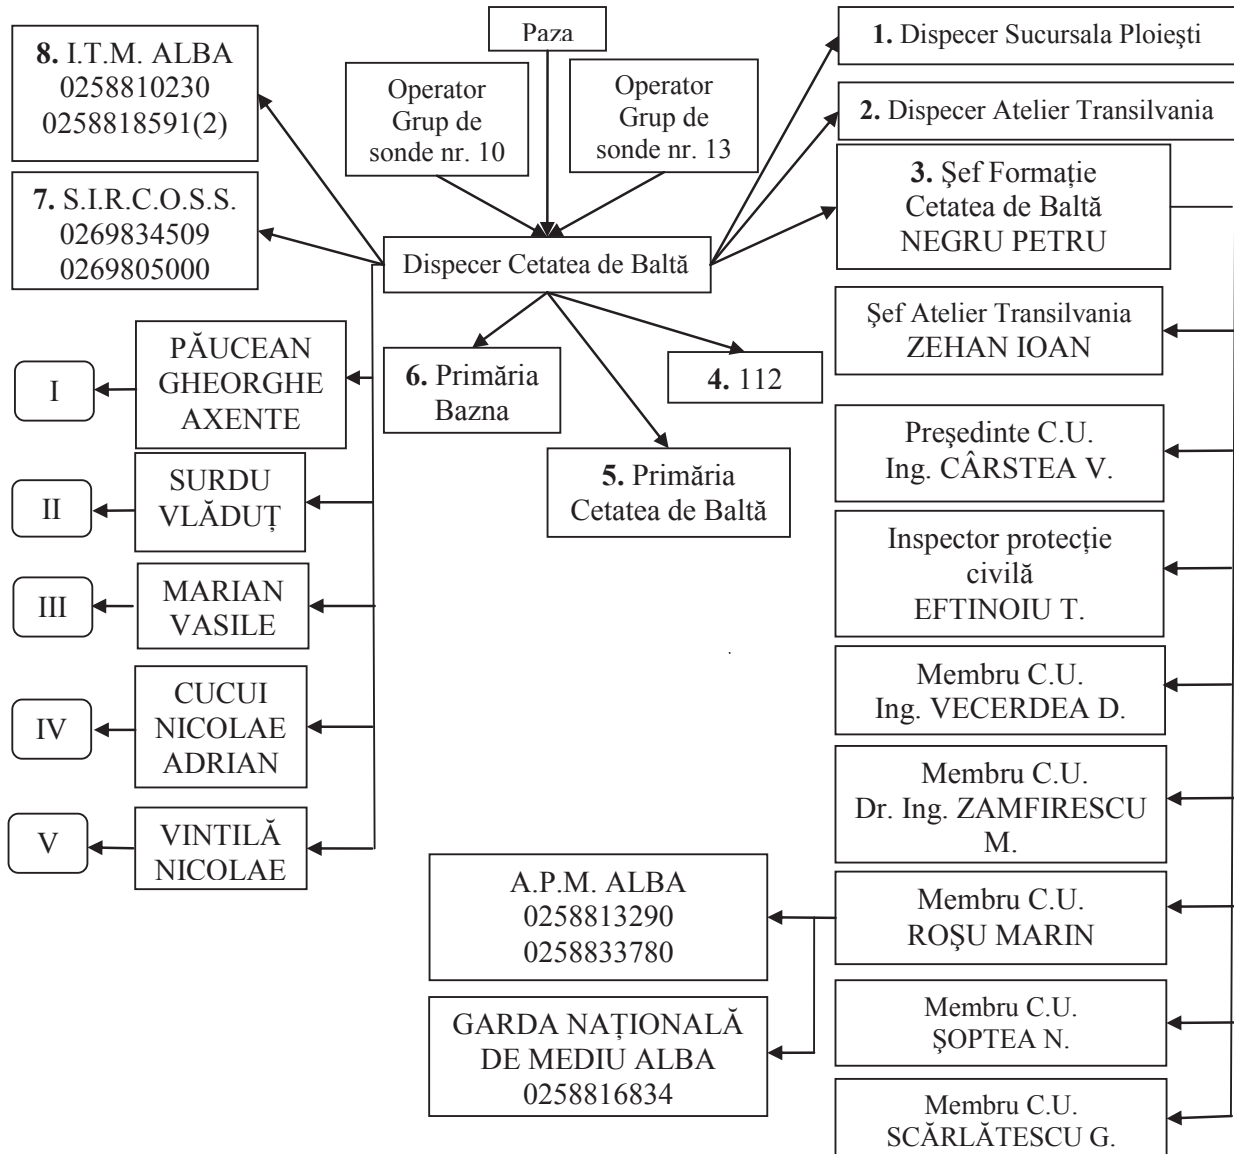 Paza
8. I.T.M. ALBA
0258810230
0258818591(2)
Operator
Grup de
sonde nr. 10
Operator
Grup de
sonde nr. 13
1. Dispecer Sucursala Ploieşti
2. Dispecer Atelier Transilvania
3. Şef Formație
Cetatea de Baltă
NEGRU PETRU
7. S.I.R.C.O.S.S.
0269834509
0269805000
Dispecer Cetatea de Baltă
Şef Atelier Transilvania
ZEHAN IOAN
I
PĂUCEAN
GHEORGHE
AXENTE
6. Primăria
Bazna
4. 112
Preşedinte C.U.
Ing. CÂRSTEA V.
II
SURDU
VLĂDUȚ
5. Primăria
Cetatea de Baltă
Inspector protecție
civilă
EFTINOIU T.
III
MARIAN
VASILE
Membru C.U.
Ing. VECERDEA D.
IV
CUCUI
NICOLAE
ADRIAN
Membru C.U.
Dr. Ing. ZAMFIRESCU
M.
V
VINTILĂ
NICOLAE
A.P.M. ALBA
0258813290
0258833780
Membru C.U.
ROŞU MARIN
GARDA NAȚIONALĂ
DE MEDIU ALBA
0258816834
Membru C.U.
ŞOPTEA N.
Membru C.U.
SCĂRLĂTESCU G.